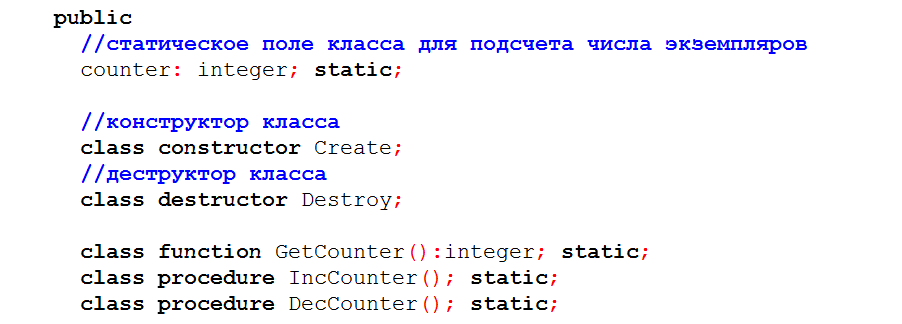 public
//статическое поле класса для подсчета числа экземпляров
counter: integer; static;
//конструктор класса
class constructor Create;
//деструктор класса
class destructor Destroy;
class function GetCounter():integer; static;
class procedure IncCounter(); static;
class procedure DecCounter(); static;